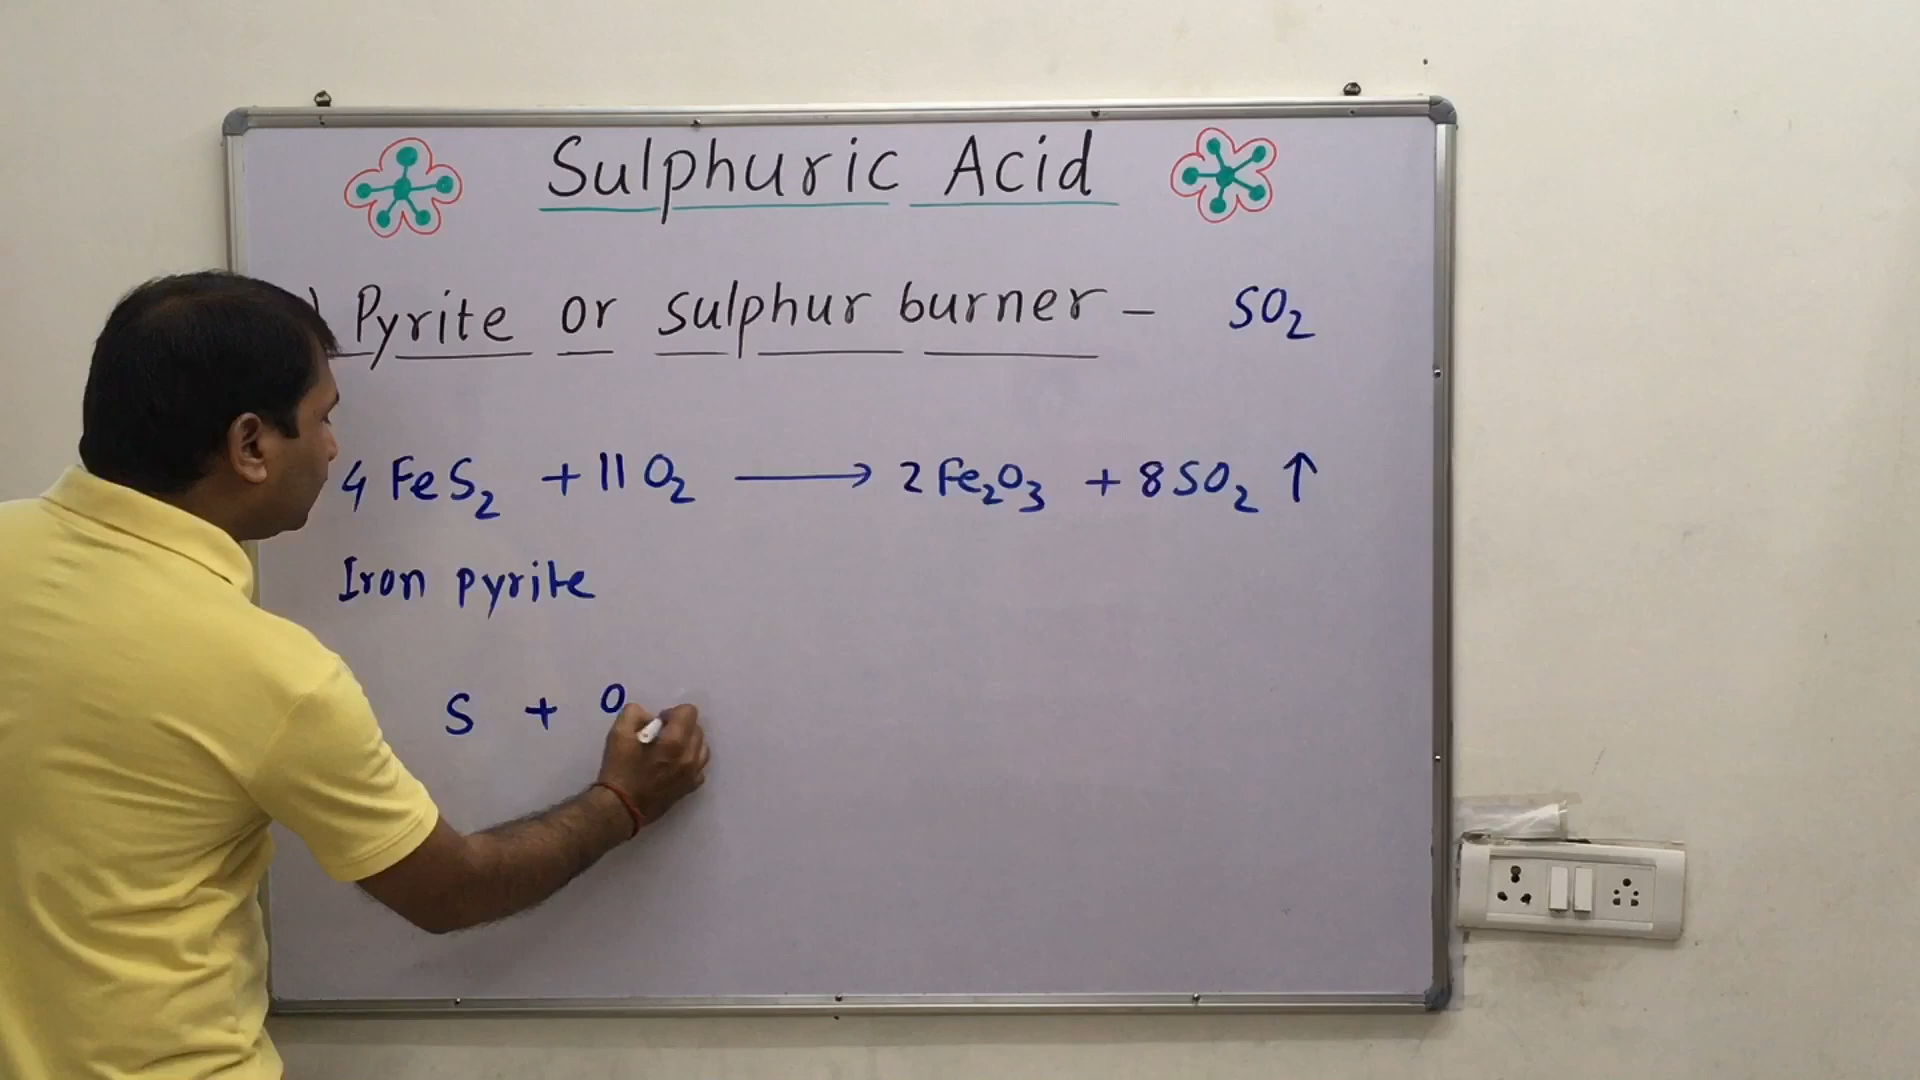 Sulphuric Acid
) Pyrite or sulphur burner – SO₂
4 FeS₂ + 11 O₂ ⟶ 2 Fe₂O₃ + 8 SO₂ ↑
Iron pyrite
S + O